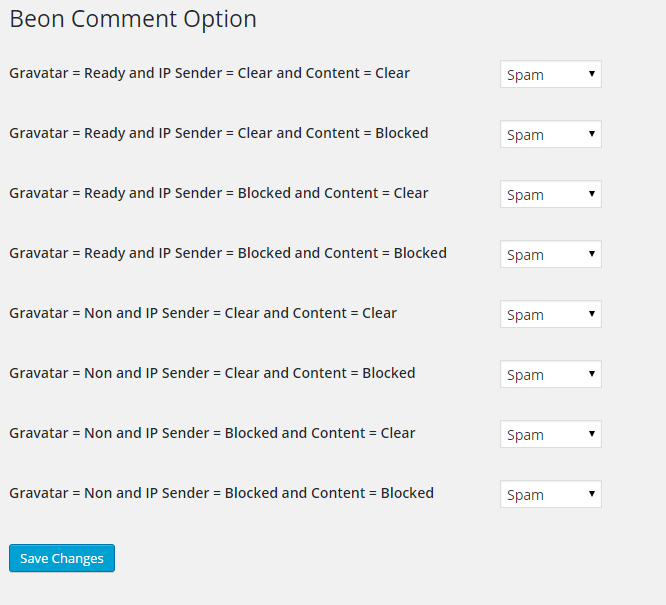 Beon Comment Option
Gravatar = Ready and IP Sender = Clear and Content = Clear Spam
Gravatar = Ready and IP Sender = Clear and Content = Blocked Spam
Gravatar = Ready and IP Sender = Blocked and Content = Clear Spam
Gravatar = Ready and IP Sender = Blocked and Content = Blocked Spam
Gravatar = Non and IP Sender = Clear and Content = Clear Spam
Gravatar = Non and IP Sender = Clear and Content = Blocked Spam
Gravatar = Non and IP Sender = Blocked and Content = Clear Spam
Gravatar = Non and IP Sender = Blocked and Content = Blocked Spam
Save Changes